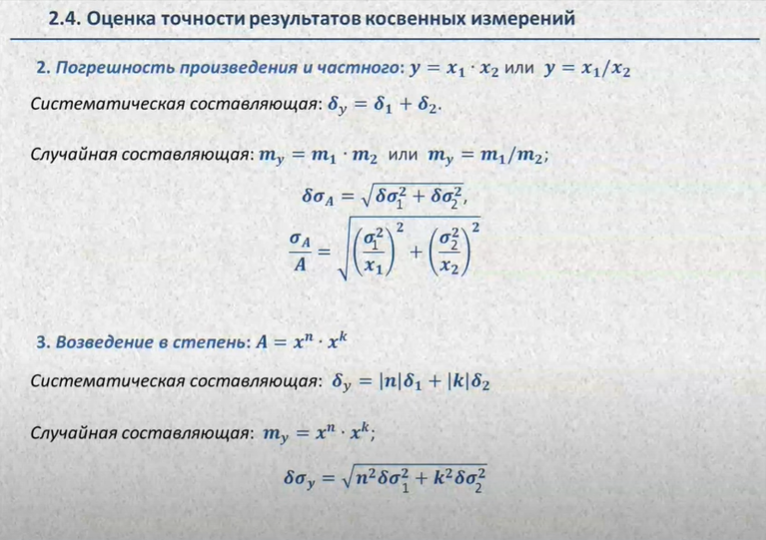 2.4. Оценка точности результатов косвенных измерений
2. Погрешность произведения и частного: y = x₁ · x₂ или y = x₁/x₂
Систематическая составляющая: δ_y = δ₁ + δ₂.
Случайная составляющая: m_y = m₁ · m₂ или m_y = m₁/m₂;
δσ_A = √(δσ₁² + δσ₂²),
σ_A/A = √((σ₁²/x₁)² + (σ₂²/x₂)²)
3. Возведение в степень: A = xⁿ · xᵏ
Систематическая составляющая: δ_y = |n|δ₁ + |k|δ₂
Случайная составляющая: m_y = xⁿ · xᵏ;
δσ_y = √(n²δσ₁² + k²δσ₂²)